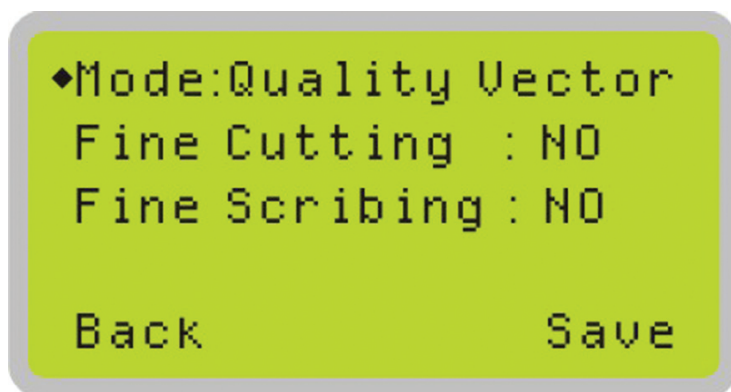 ◆Mode:Quality Vector
Fine Cutting : NO
Fine Scribing : NO
Back Save